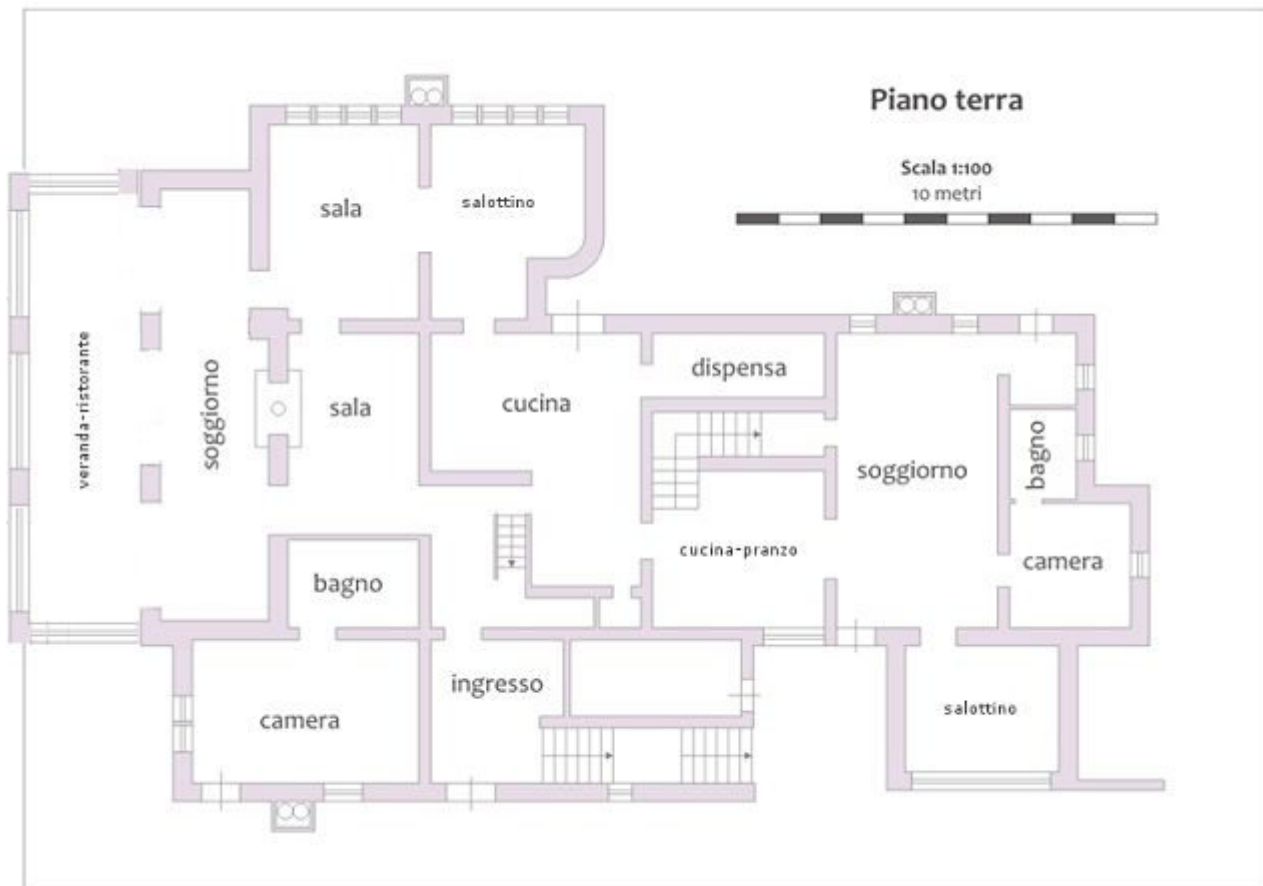 Piano terra
Scala 1:100
10 metri
sala
salottino
veranda-ristorante
soggiorno
sala
cucina
dispensa
soggiorno
bagno
cucina-pranzo
camera
bagno
ingresso
camera
salottino